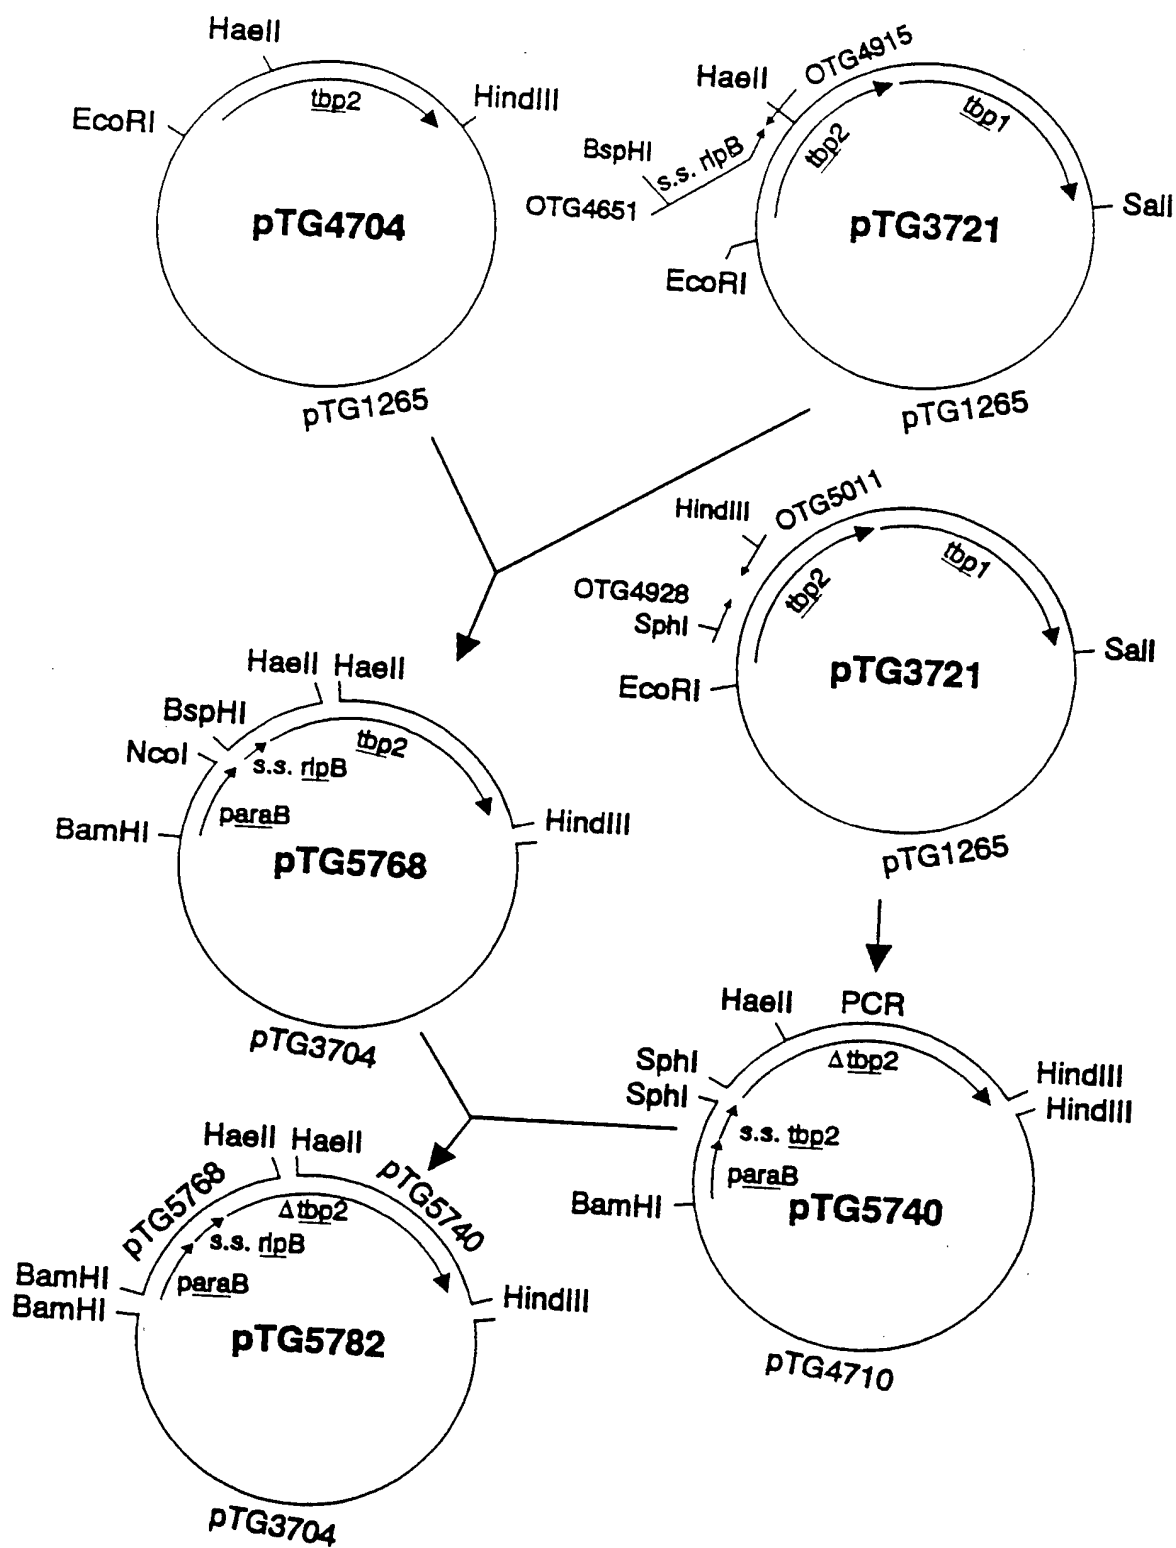 HaeII
tbp2
HindIII
EcoRI
pTG4704
pTG1265
OTG4915
HaeII
tbp1
tbp2
BspHI
s.s. rlpB
OTG4651
SalI
pTG3721
EcoRI
pTG1265
HindIII
OTG5011
tbp1
tbp2
OTG4928
SphI
SalI
pTG3721
EcoRI
pTG1265
HaeII HaeII
BspHI
NcoI
tbp2
s.s. rlpB
paraB
BamHI
HindIII
pTG5768
pTG3704
HaeII
PCR
SphI
SphI
Δtbp2
HindIII
HindIII
s.s. tbp2
paraB
BamHI
pTG5740
pTG4710
HaeII HaeII
pTG5768
pTG5740
Δtbp2
s.s. rlpB
paraB
BamHI
BamHI
HindIII
pTG5782
pTG3704